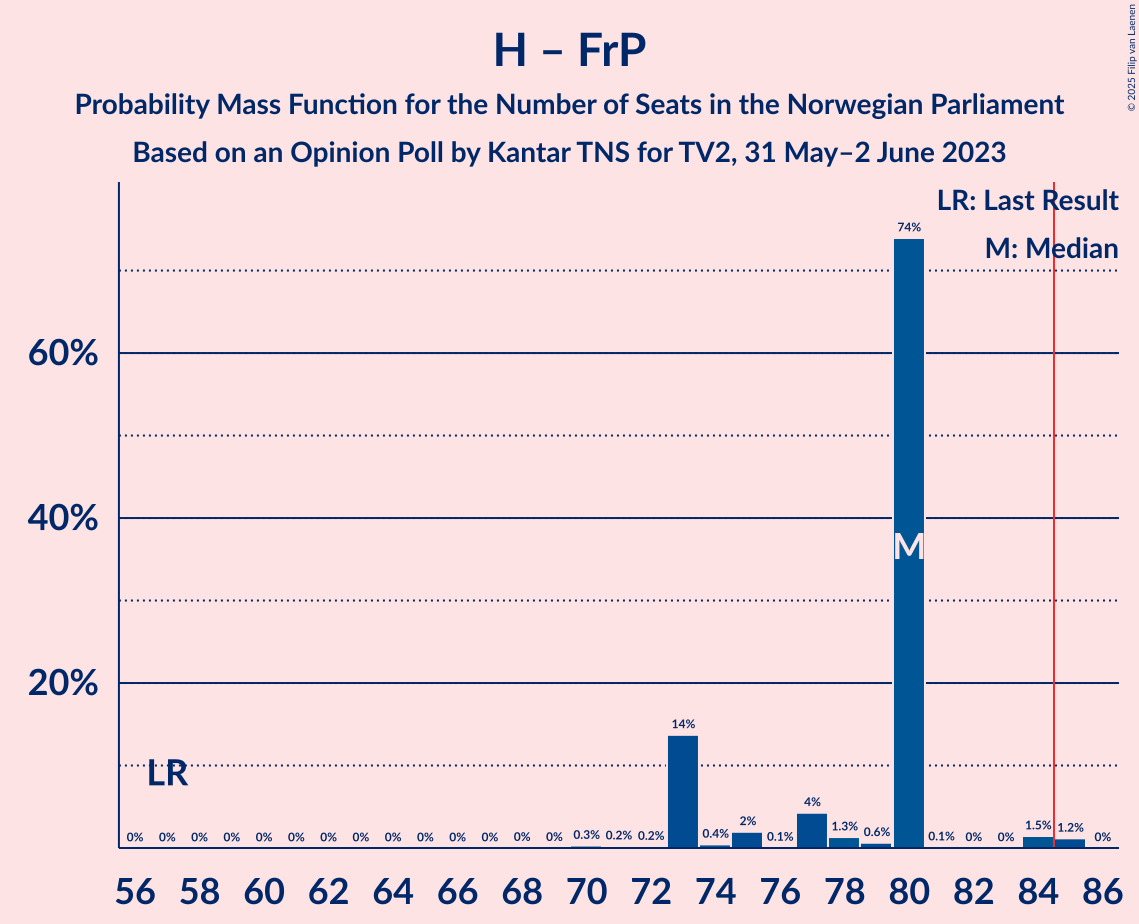 H – FrP
Probability Mass Function for the Number of Seats in the Norwegian Parliament
Based on an Opinion Poll by Kantar TNS for TV2, 31 May–2 June 2023
© 2025 Filip van Laenen
LR: Last Result
M: Median
60%
40%
20%
LR
M
0% 0% 0% 0% 0% 0% 0% 0% 0% 0% 0% 0% 0% 0% 0.3% 0.2% 0.2% 14% 0.4% 2% 0.1% 4% 1.3% 0.6% 74% 0.1% 0% 0% 1.5% 1.2% 0%
56 58 60 62 64 66 68 70 72 74 76 78 80 82 84 86